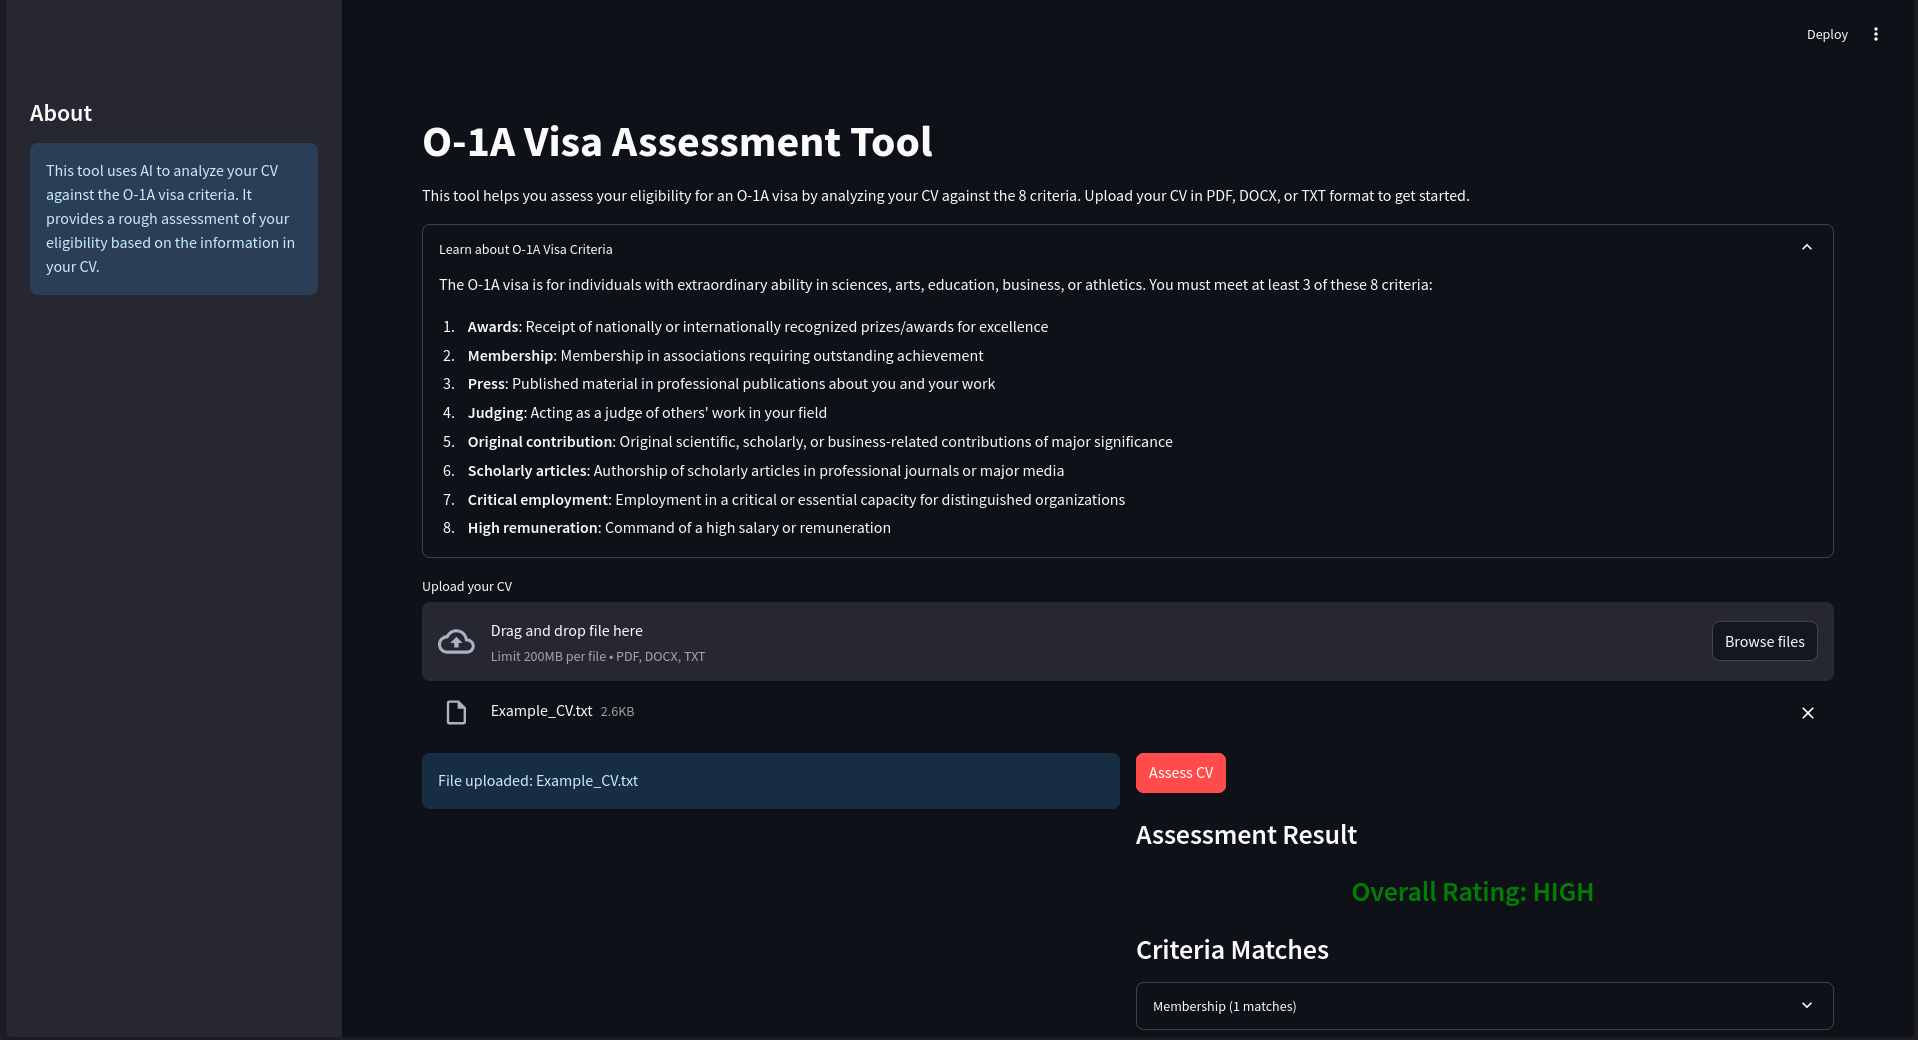 Deploy
About
This tool uses AI to analyze your CV
against the O-1A visa criteria. It
provides a rough assessment of your
eligibility based on the information in
your CV.
O-1A Visa Assessment Tool
This tool helps you assess your eligibility for an O-1A visa by analyzing your CV against the 8 criteria. Upload your CV in PDF, DOCX, or TXT format to get started.
Learn about O-1A Visa Criteria
The O-1A visa is for individuals with extraordinary ability in sciences, arts, education, business, or athletics. You must meet at least 3 of these 8 criteria:
1. Awards: Receipt of nationally or internationally recognized prizes/awards for excellence
2. Membership: Membership in associations requiring outstanding achievement
3. Press: Published material in professional publications about you and your work
4. Judging: Acting as a judge of others' work in your field
5. Original contribution: Original scientific, scholarly, or business-related contributions of major significance
6. Scholarly articles: Authorship of scholarly articles in professional journals or major media
7. Critical employment: Employment in a critical or essential capacity for distinguished organizations
8. High remuneration: Command of a high salary or remuneration
Upload your CV
Drag and drop file here
Limit 200MB per file • PDF, DOCX, TXT
Browse files
Example_CV.txt 2.6KB
File uploaded: Example_CV.txt
Assess CV
Assessment Result
Overall Rating: HIGH
Criteria Matches
Membership (1 matches)